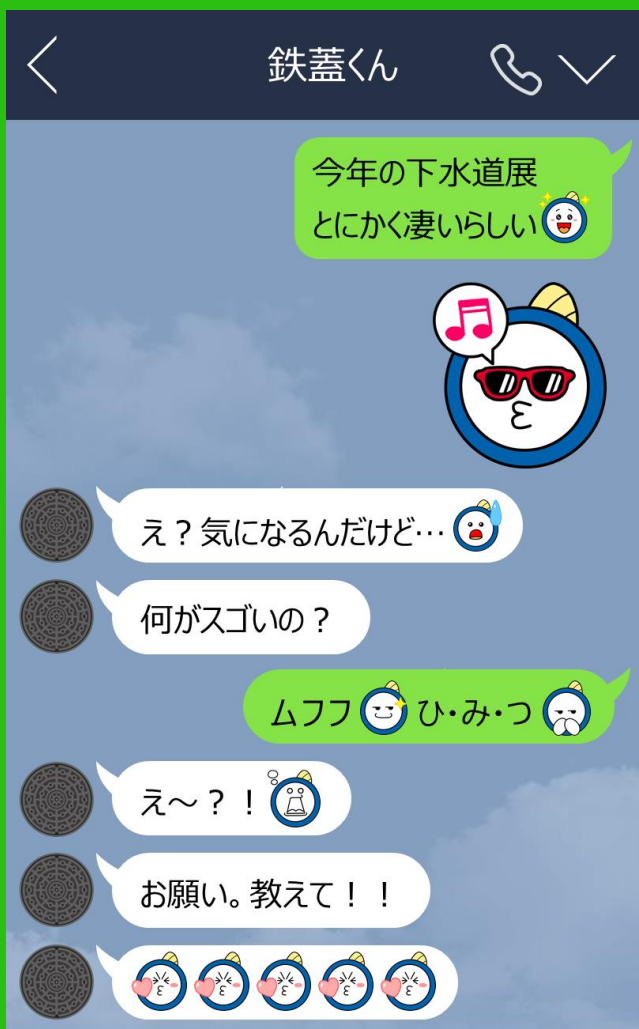 鉄蓋くん
今年の下水道展
とにかく凄いらしい
え？気になるんだけど…
何がスゴいの？
ムフフ ひ・み・つ
え～？！
お願い。教えて！！